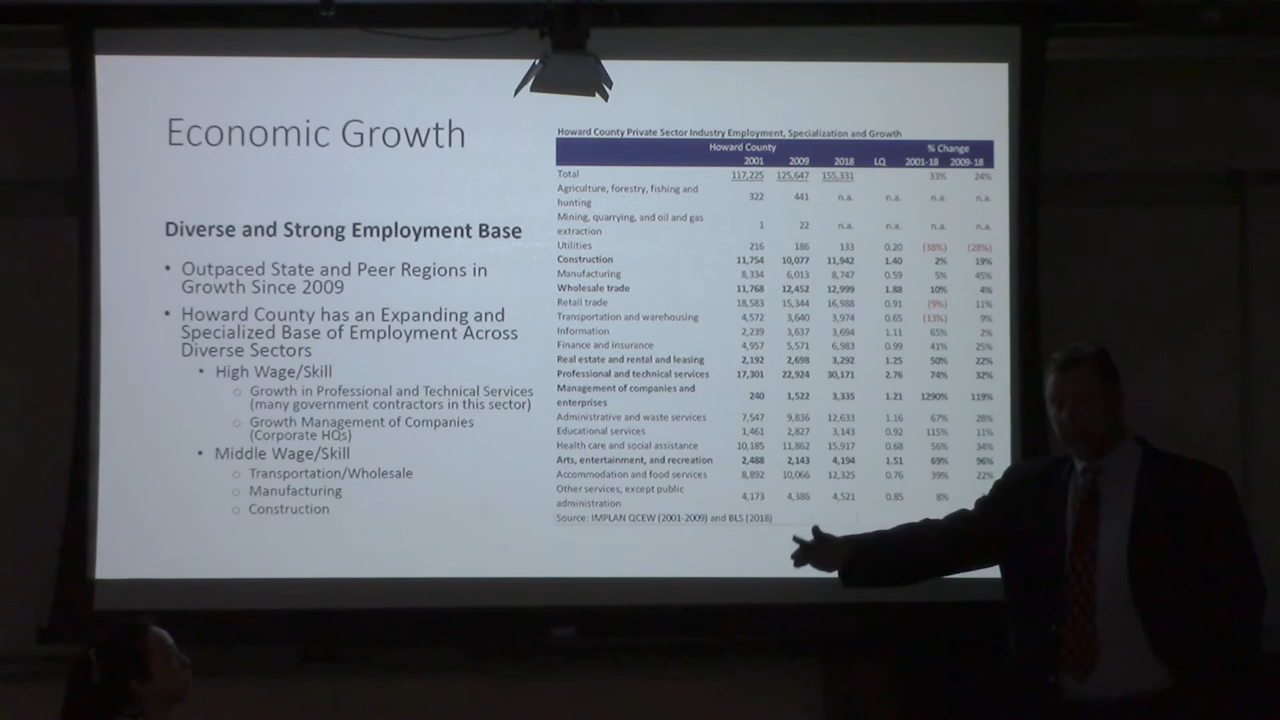 Economic Growth
Diverse and Strong Employment Base
• Outpaced State and Peer Regions in
Growth Since 2009
• Howard County has an Expanding and
Specialized Base of Employment Across
Diverse Sectors
• High Wage/Skill
○ Growth in Professional and Technical Services
(many government contractors in this sector)
○ Growth Management of Companies
(Corporate HQs)
• Middle Wage/Skill
○ Transportation/Wholesale
○ Manufacturing
○ Construction
Howard County Private Sector Industry Employment, Specialization and Growth
Howard County % Change
2001 2009 2018 LQ 2001-18 2009-18
Total 117,225 125,647 155,331 33% 24%
Agriculture, forestry, fishing and
hunting 322 441 n.a. n.a. n.a. n.a.
Mining, quarrying, and oil and gas
extraction 1 22 n.a. n.a. n.a. n.a.
Utilities 216 186 133 0.20 (38%) (28%)
Construction 11,754 10,077 11,942 1.40 2% 19%
Manufacturing 8,334 6,013 8,747 0.59 5% 45%
Wholesale trade 11,768 12,452 12,999 1.88 10% 4%
Retail trade 18,583 15,344 16,988 0.91 (9%) 11%
Transportation and warehousing 4,572 3,640 3,974 0.65 (13%) 9%
Information 2,239 3,637 3,694 1.11 65% 2%
Finance and insurance 4,957 5,571 6,983 0.99 41% 25%
Real estate and rental and leasing 2,192 2,698 3,292 1.25 50% 22%
Professional and technical services 17,301 22,924 30,171 2.76 74% 32%
Management of companies and
enterprises 240 1,522 3,335 1.21 1290% 119%
Administrative and waste services 7,547 9,836 12,633 1.16 67% 28%
Educational services 1,461 2,827 3,143 0.92 115% 11%
Health care and social assistance 10,185 11,862 15,917 0.68 56% 34%
Arts, entertainment, and recreation 2,488 2,143 4,194 1.51 69% 96%
Accommodation and food services 8,892 10,066 12,325 0.76 39% 22%
Other services, except public
administration 4,173 4,386 4,521 0.85 8%
Source: IMPLAN QCEW (2001-2009) and BLS (2018)